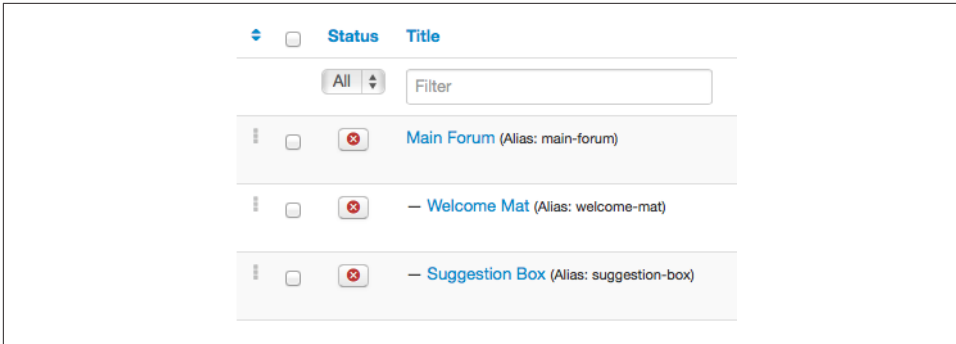 Status Title
All Filter
Main Forum (Alias: main-forum)
— Welcome Mat (Alias: welcome-mat)
— Suggestion Box (Alias: suggestion-box)